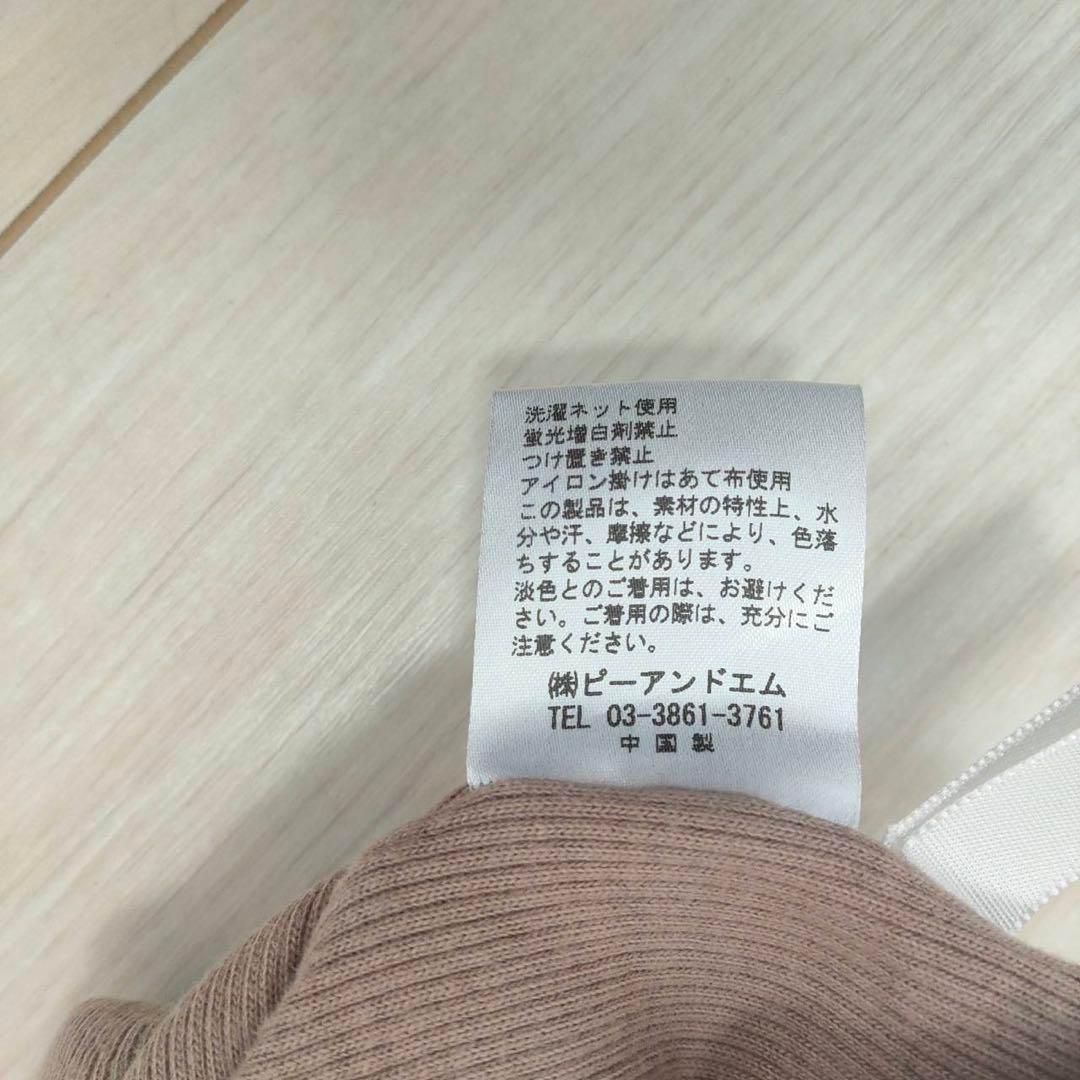 洗濯ネット使用
蛍光増白剤禁止
つけ置き禁止
アイロン掛けはあて布使用
この製品は、素材の特性上、水
分や汗、摩擦などにより、色落
ちすることがあります。
淡色とのご着用は、お避けくだ
さい。ご着用の際は、充分にご
注意ください。
㈱ピーアンドエム
TEL 03-3861-3761
中国製